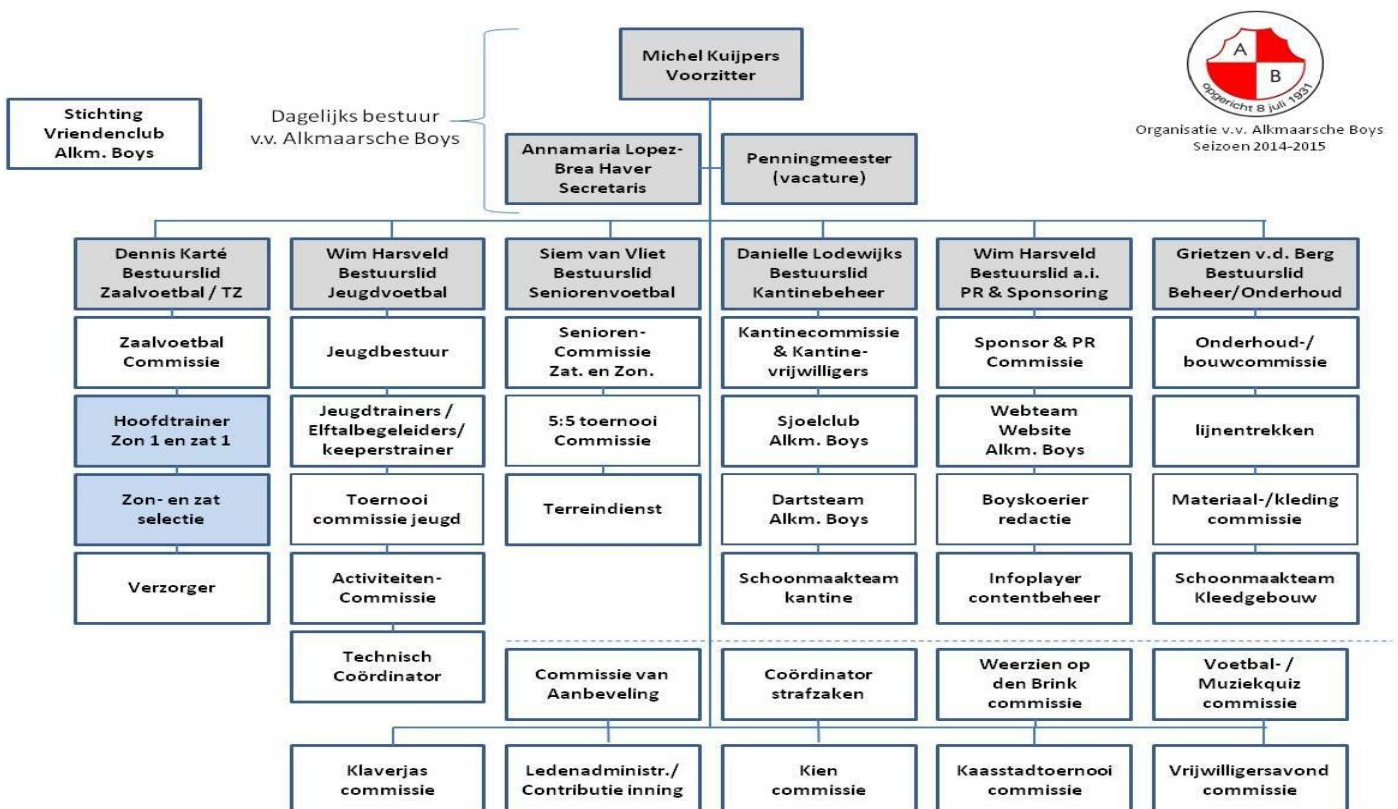 Michel Kuijpers
Voorzitter
A
B
opgericht 8 juli 1931
Organisatie v.v. Alkmaarsche Boys
Seizoen 2014-2015
Stichting
Vriendenclub
Alkm. Boys
Dagelijks bestuur
v.v. Alkmaarsche Boys
Annamaria Lopez-
Brea Haver
Secretaris
Penningmeester
(vacature)
Dennis Karté
Bestuurslid
Zaalvoetbal / TZ
Zaalvoetbal
Commissie
Hoofdtrainer
Zon 1 en zat 1
Zon- en zat
selectie
Verzorger
Wim Harsveld
Bestuurslid
Jeugdvoetbal
Jeugdbestuur
Jeugdtrainers /
Elftalbegeleiders/
keeperstrainer
Toernooi
commissie jeugd
Activiteiten-
Commissie
Technisch
Coördinator
Siem van Vliet
Bestuurslid
Seniorenvoetbal
Senioren-
Commissie
Zat. en Zon.
5:5 toernooi
Commissie
Terreindienst
Danielle Lodewijks
Bestuurslid
Kantinebeheer
Kantinecommissie
& Kantine-
vrijwilligers
Sjoelclub
Alkm. Boys
Dartsteam
Alkm. Boys
Schoonmaakteam
kantine
Wim Harsveld
Bestuurslid a.i.
PR & Sponsoring
Sponsor & PR
Commissie
Webteam
Website
Alkm. Boys
Boyskoerier
redactie
Infoplayer
contentbeheer
Grietzen v.d. Berg
Bestuurslid
Beheer/Onderhoud
Onderhoud-/
bouwcommissie
lijnentrekken
Materiaal-/kleding
commissie
Schoonmaakteam
Kleedgebouw
Commissie van
Aanbeveling
Coördinator
strafzaken
Weerzien op
den Brink
commissie
Voetbal- /
Muziekquiz
commissie
Klaverjas
commissie
Ledenadministr./
Contributie inning
Kien
commissie
Kaasstadtoernooi
commissie
Vrijwilligersavond
commissie